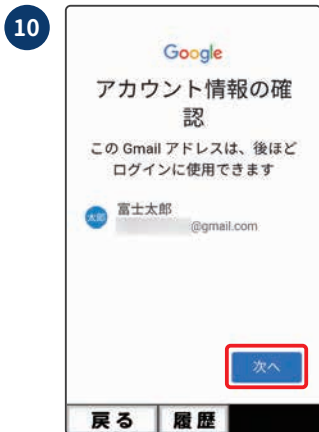 10
Google
アカウント情報の確
認
この Gmail アドレスは、後ほど
ログインに使用できます
太郎
富士太郎
@gmail.com
次へ
戻る 履歴